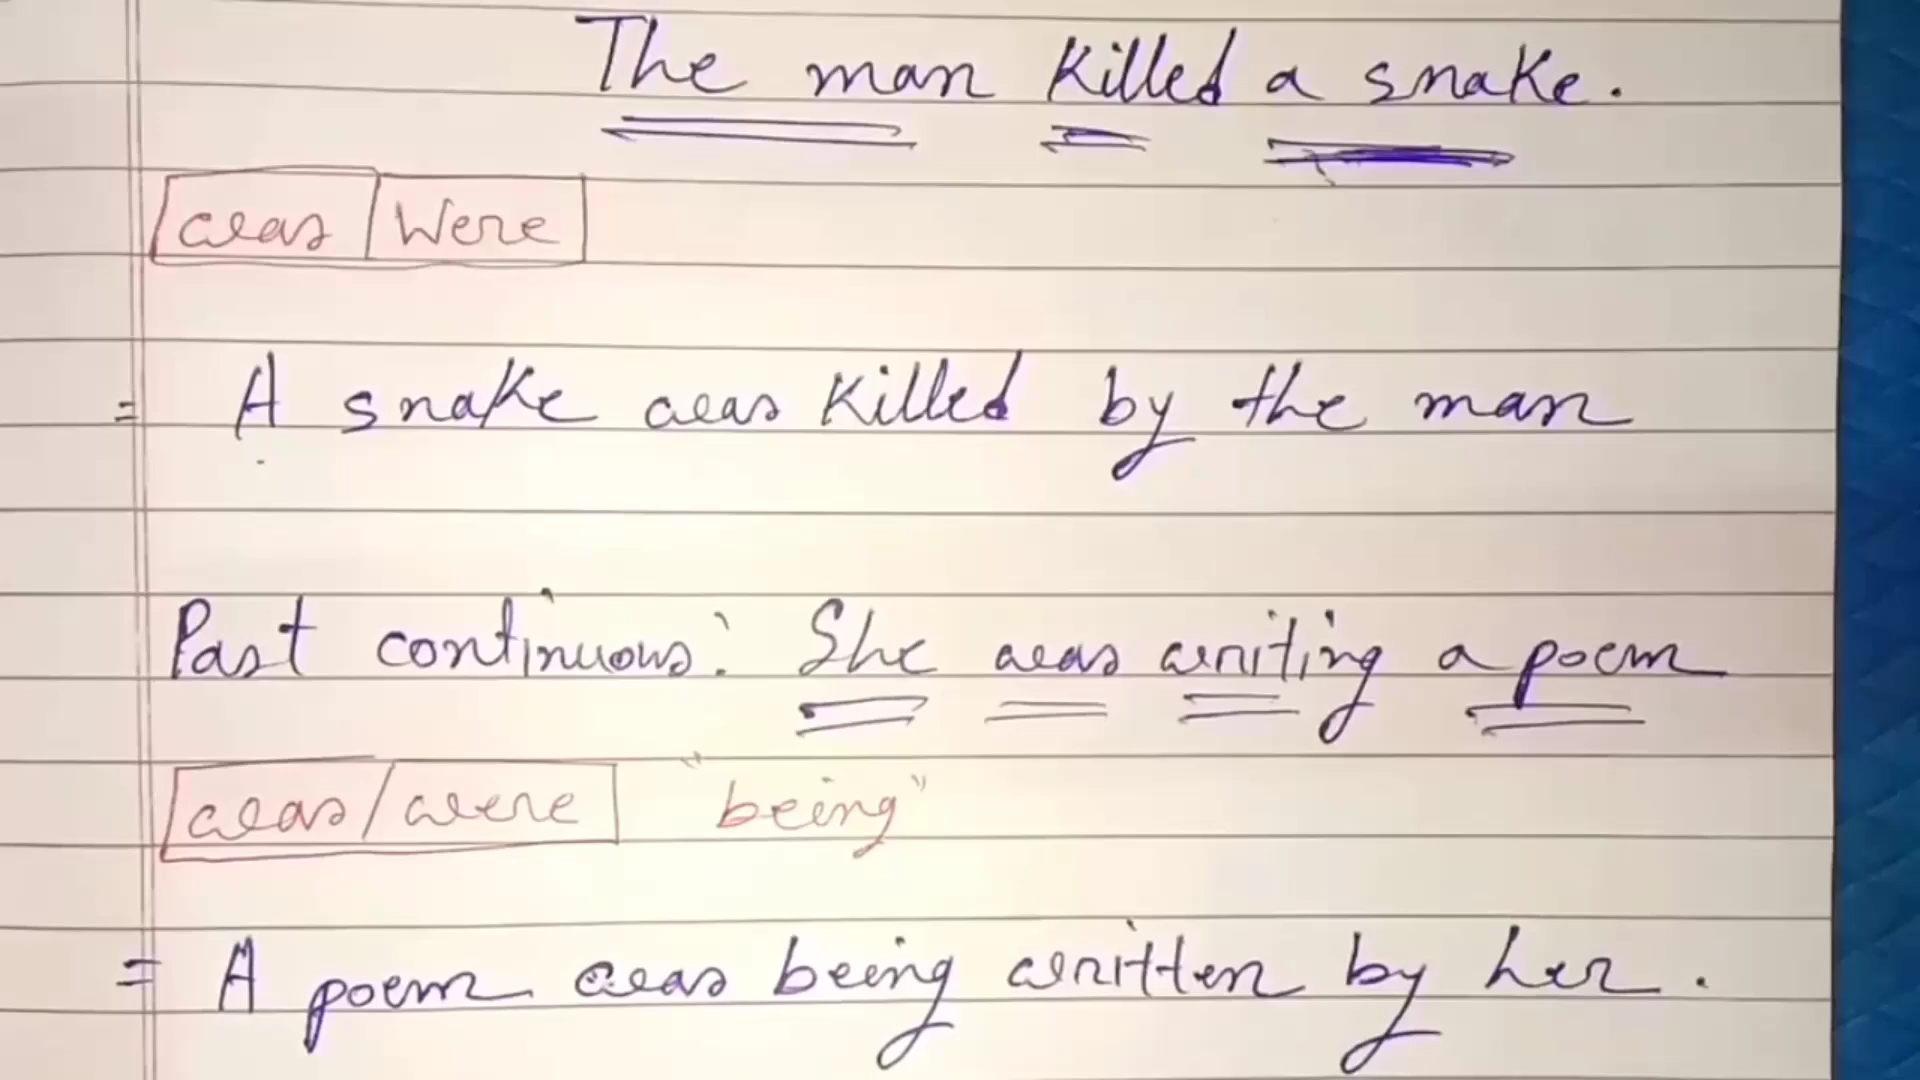 The man killed a snake.
was | Were
= A snake was killed by the man
Past continuous: She was writing a poem
was/were "being"
= A poem was being written by her.